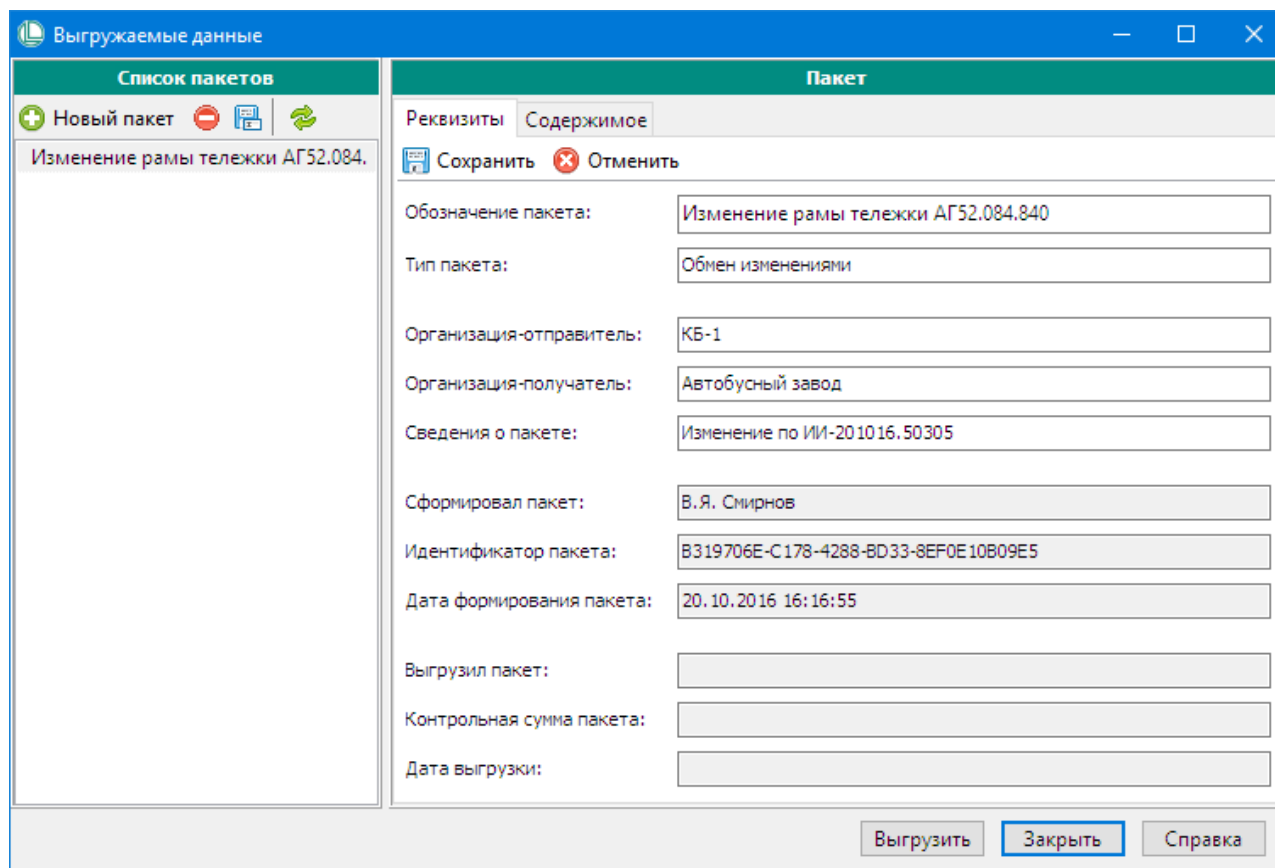 Выгружаемые данные
Список пакетов
Новый пакет
Изменение рамы тележки АГ52.084.
Пакет
Реквизиты Содержимое
Сохранить Отменить
Обозначение пакета: Изменение рамы тележки АГ52.084.840
Тип пакета: Обмен изменениями
Организация-отправитель: КБ-1
Организация-получатель: Автобусный завод
Сведения о пакете: Изменение по ИИ-201016.50305
Сформировал пакет: В.Я. Смирнов
Идентификатор пакета: B319706E-C178-4288-BD33-8EF0E10B09E5
Дата формирования пакета: 20.10.2016 16:16:55
Выгрузил пакет:
Контрольная сумма пакета:
Дата выгрузки:
Выгрузить Закрыть Справка